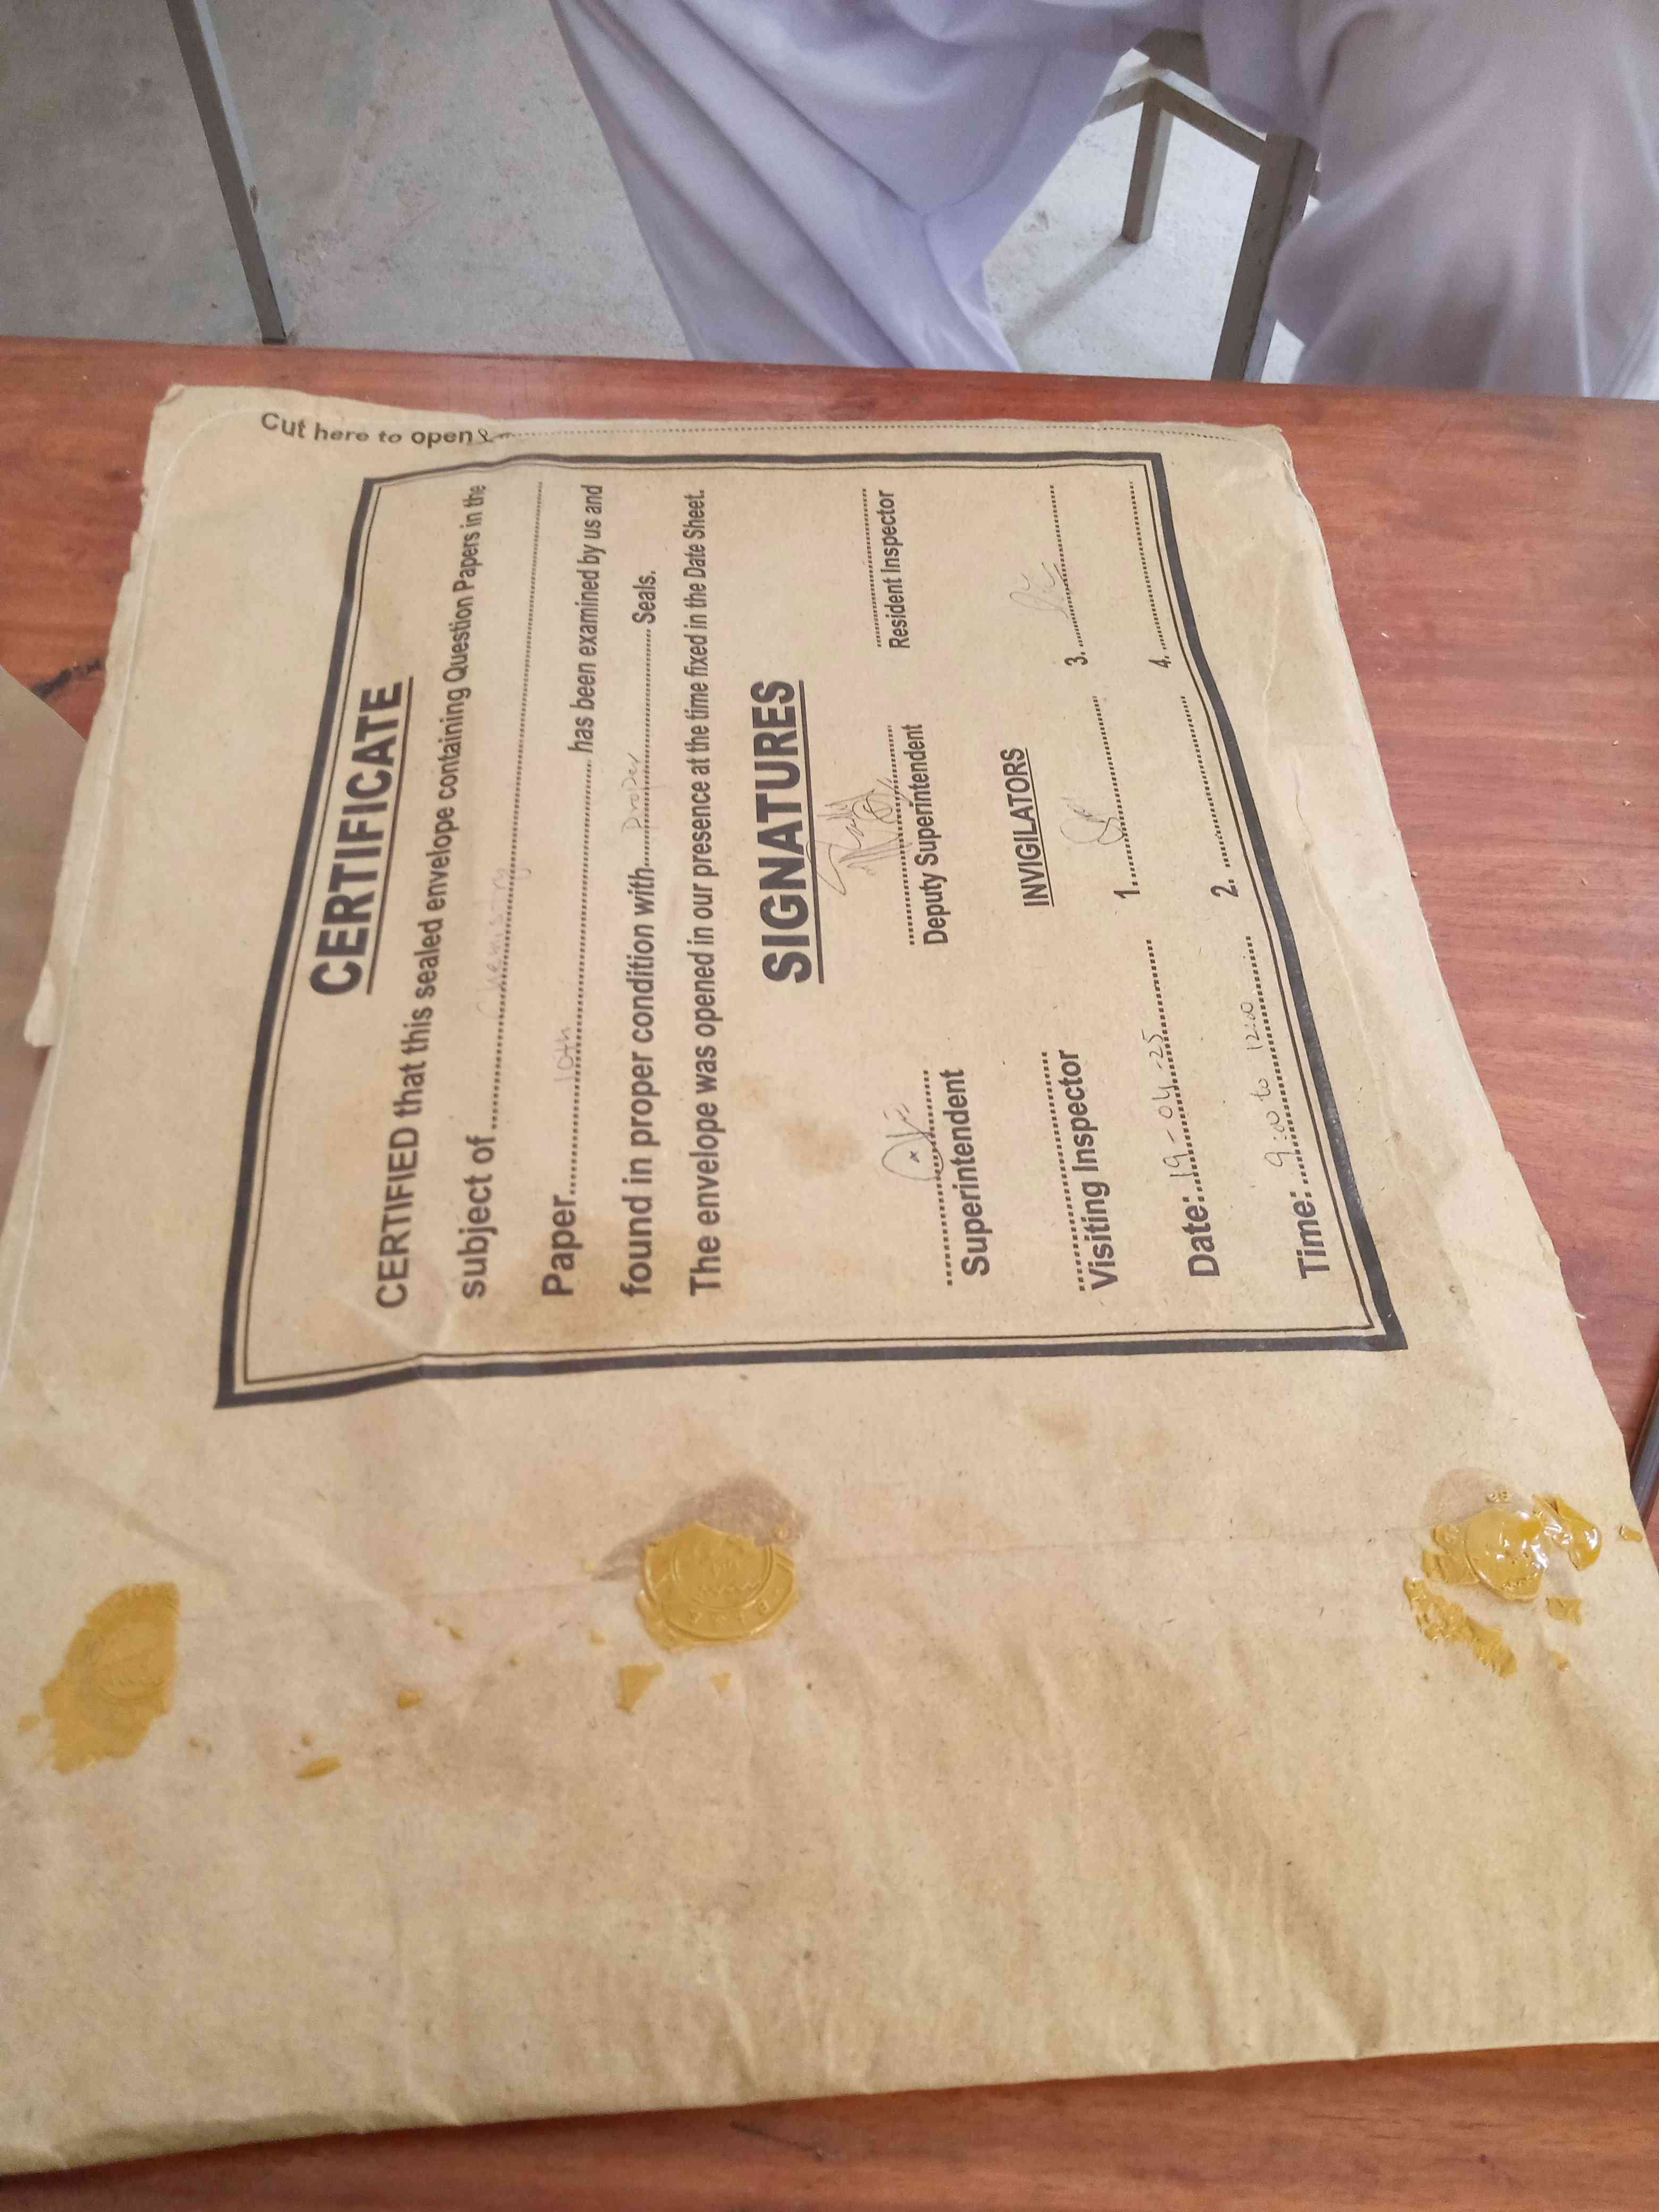 Cut here to open
CERTIFICATE
CERTIFIED that this sealed envelope containing Question Papers in the
subject of Chemistry
Paper 10th has been examined by us and
found in proper condition with Proper Seals.
The envelope was opened in our presence at the time fixed in the Date Sheet.
SIGNATURES
Superintendent Deputy Superintendent Resident Inspector
Visiting Inspector INVIGILATORS
1. 3.
Date: 19-04-25 2. 4.
Time: 9:00 to 12:00